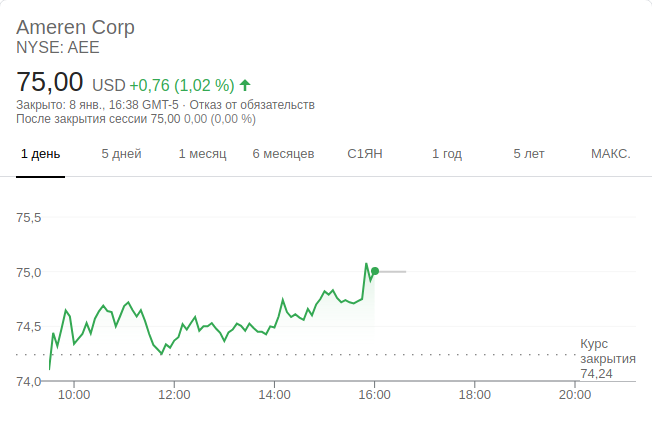 Ameren Corp
NYSE: AEE
75,00 USD +0,76 (1,02 %)
Закрыто: 8 янв., 16:38 GMT-5 · Отказ от обязательств
После закрытия сессии 75,00 0,00 (0,00 %)
1 день 5 дней 1 месяц 6 месяцев С1ЯН 1 год 5 лет МАКС.
75,5
75,0
74,5
Курс
закрытия
74,24
74,0
10:00 12:00 14:00 16:00 18:00 20:00